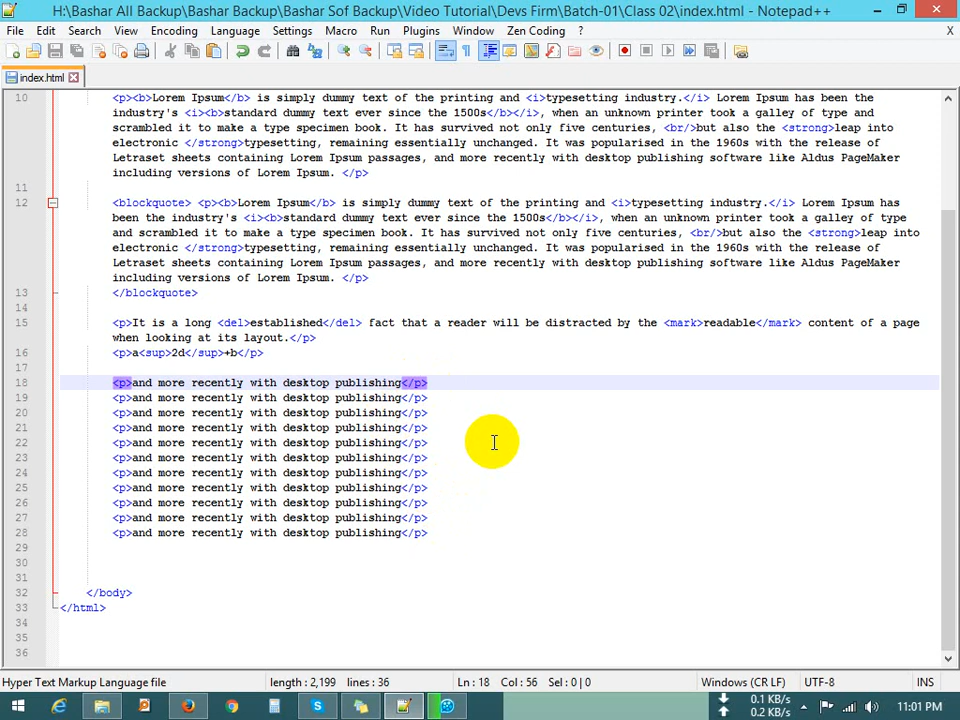 H:\Bashar All Backup\Bashar Backup\Bashar Sof Backup\Video Tutorial\Devs Firm\Batch-01\Class 02\index.html - Notepad++
File Edit Search View Encoding Language Settings Macro Run Plugins Window Zen Coding ? X
index.html
10 <p><b>Lorem Ipsum</b> is simply dummy text of the printing and <i>typesetting industry.</i> Lorem Ipsum has been the
industry's <i><b>standard dummy text ever since the 1500s</b></i>, when an unknown printer took a galley of type and
scrambled it to make a type specimen book. It has survived not only five centuries, <br/>but also the <strong>leap into
electronic </strong>typesetting, remaining essentially unchanged. It was popularised in the 1960s with the release of
Letraset sheets containing Lorem Ipsum passages, and more recently with desktop publishing software like Aldus PageMaker
including versions of Lorem Ipsum. </p>
11
12 <blockquote> <p><b>Lorem Ipsum</b> is simply dummy text of the printing and <i>typesetting industry.</i> Lorem Ipsum has
been the industry's <i><b>standard dummy text ever since the 1500s</b></i>, when an unknown printer took a galley of type
and scrambled it to make a type specimen book. It has survived not only five centuries, <br/>but also the <strong>leap into
electronic </strong>typesetting, remaining essentially unchanged. It was popularised in the 1960s with the release of
Letraset sheets containing Lorem Ipsum passages, and more recently with desktop publishing software like Aldus PageMaker
including versions of Lorem Ipsum. </p>
13 </blockquote>
14
15 <p>It is a long <del>established</del> fact that a reader will be distracted by the <mark>readable</mark> content of a page
when looking at its layout.</p>
16 <p>a<sup>2d</sup>+b</p>
17
18 <p>and more recently with desktop publishing</p>
19 <p>and more recently with desktop publishing</p>
20 <p>and more recently with desktop publishing</p>
21 <p>and more recently with desktop publishing</p>
22 <p>and more recently with desktop publishing</p>
23 <p>and more recently with desktop publishing</p>
24 <p>and more recently with desktop publishing</p>
25 <p>and more recently with desktop publishing</p>
26 <p>and more recently with desktop publishing</p>
27 <p>and more recently with desktop publishing</p>
28 <p>and more recently with desktop publishing</p>
29
30
31
32 </body>
33 </html>
34
35
36
Hyper Text Markup Language file length : 2,199 lines : 36 Ln : 18 Col : 56 Sel : 0 | 0 Windows (CR LF) UTF-8 INS
0.1 KB/s
0.2 KB/s
11:01 PM